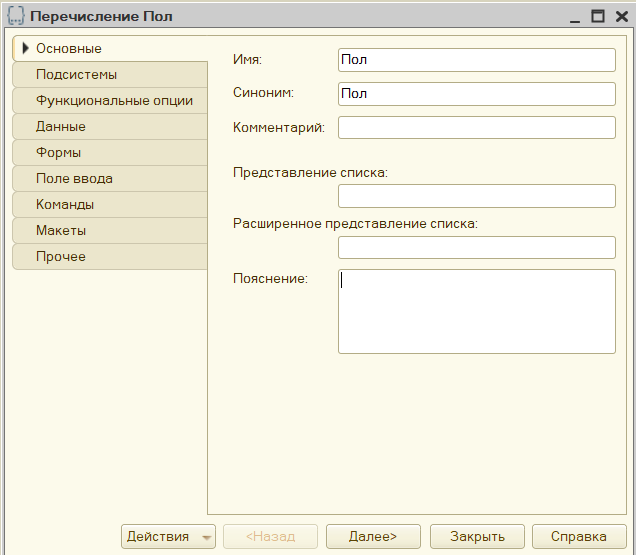 Перечисление Пол
Основные
Подсистемы
Функциональные опции
Данные
Формы
Поле ввода
Команды
Макеты
Прочее
Имя: Пол
Синоним: Пол
Комментарий:
Представление списка:
Расширенное представление списка:
Пояснение:
Действия <Назад Далее> Закрыть Справка